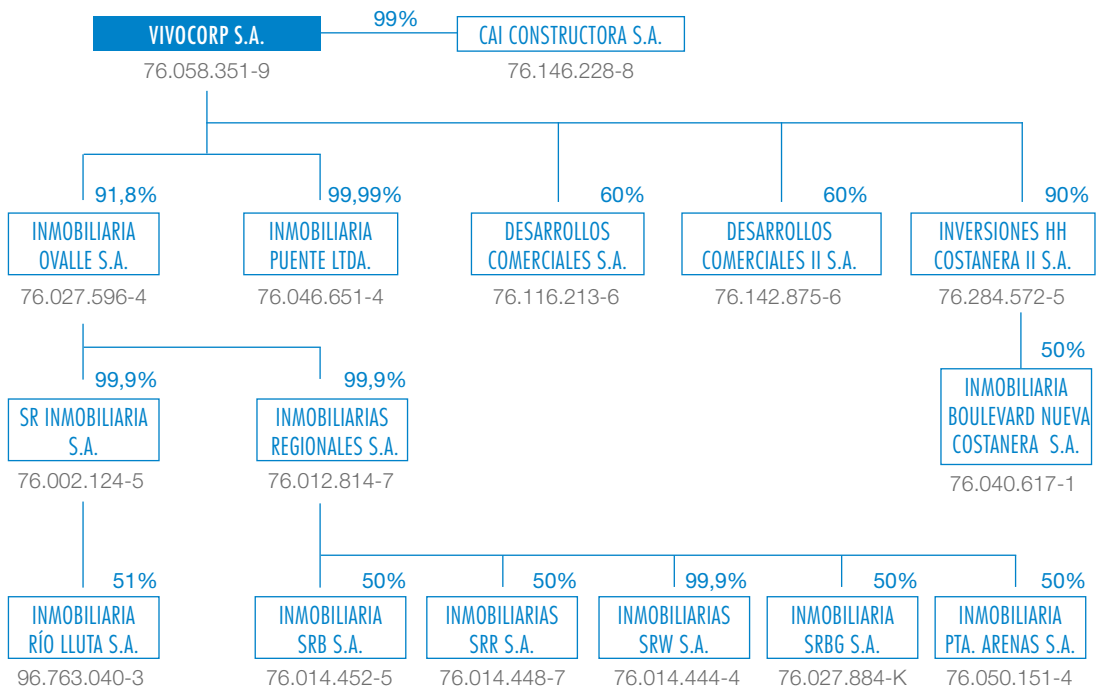 VIVOCORP S.A.
99%
CAI CONSTRUCTORA S.A.
76.058.351-9
76.146.228-8
91,8%
99,99%
60%
60%
90%
INMOBILIARIA
OVALLE S.A.
INMOBILIARIA
PUENTE LTDA.
DESARROLLOS
COMERCIALES S.A.
DESARROLLOS
COMERCIALES II S.A.
INVERSIONES HH
COSTANERA II S.A.
76.027.596-4
76.046.651-4
76.116.213-6
76.142.875-6
76.284.572-5
50%
INMOBILIARIA
BOULEVARD NUEVA
COSTANERA S.A.
76.040.617-1
99,9%
99,9%
SR INMOBILIARIA
S.A.
INMOBILIARIAS
REGIONALES S.A.
76.002.124-5
76.012.814-7
51%
50%
50%
99,9%
50%
50%
INMOBILIARIA
RÍO LLUTA S.A.
INMOBILIARIA
SRB S.A.
INMOBILIARIAS
SRR S.A.
INMOBILIARIAS
SRW S.A.
INMOBILIARIA
SRBG S.A.
INMOBILIARIA
PTA. ARENAS S.A.
96.763.040-3
76.014.452-5
76.014.448-7
76.014.444-4
76.027.884-K
76.050.151-4